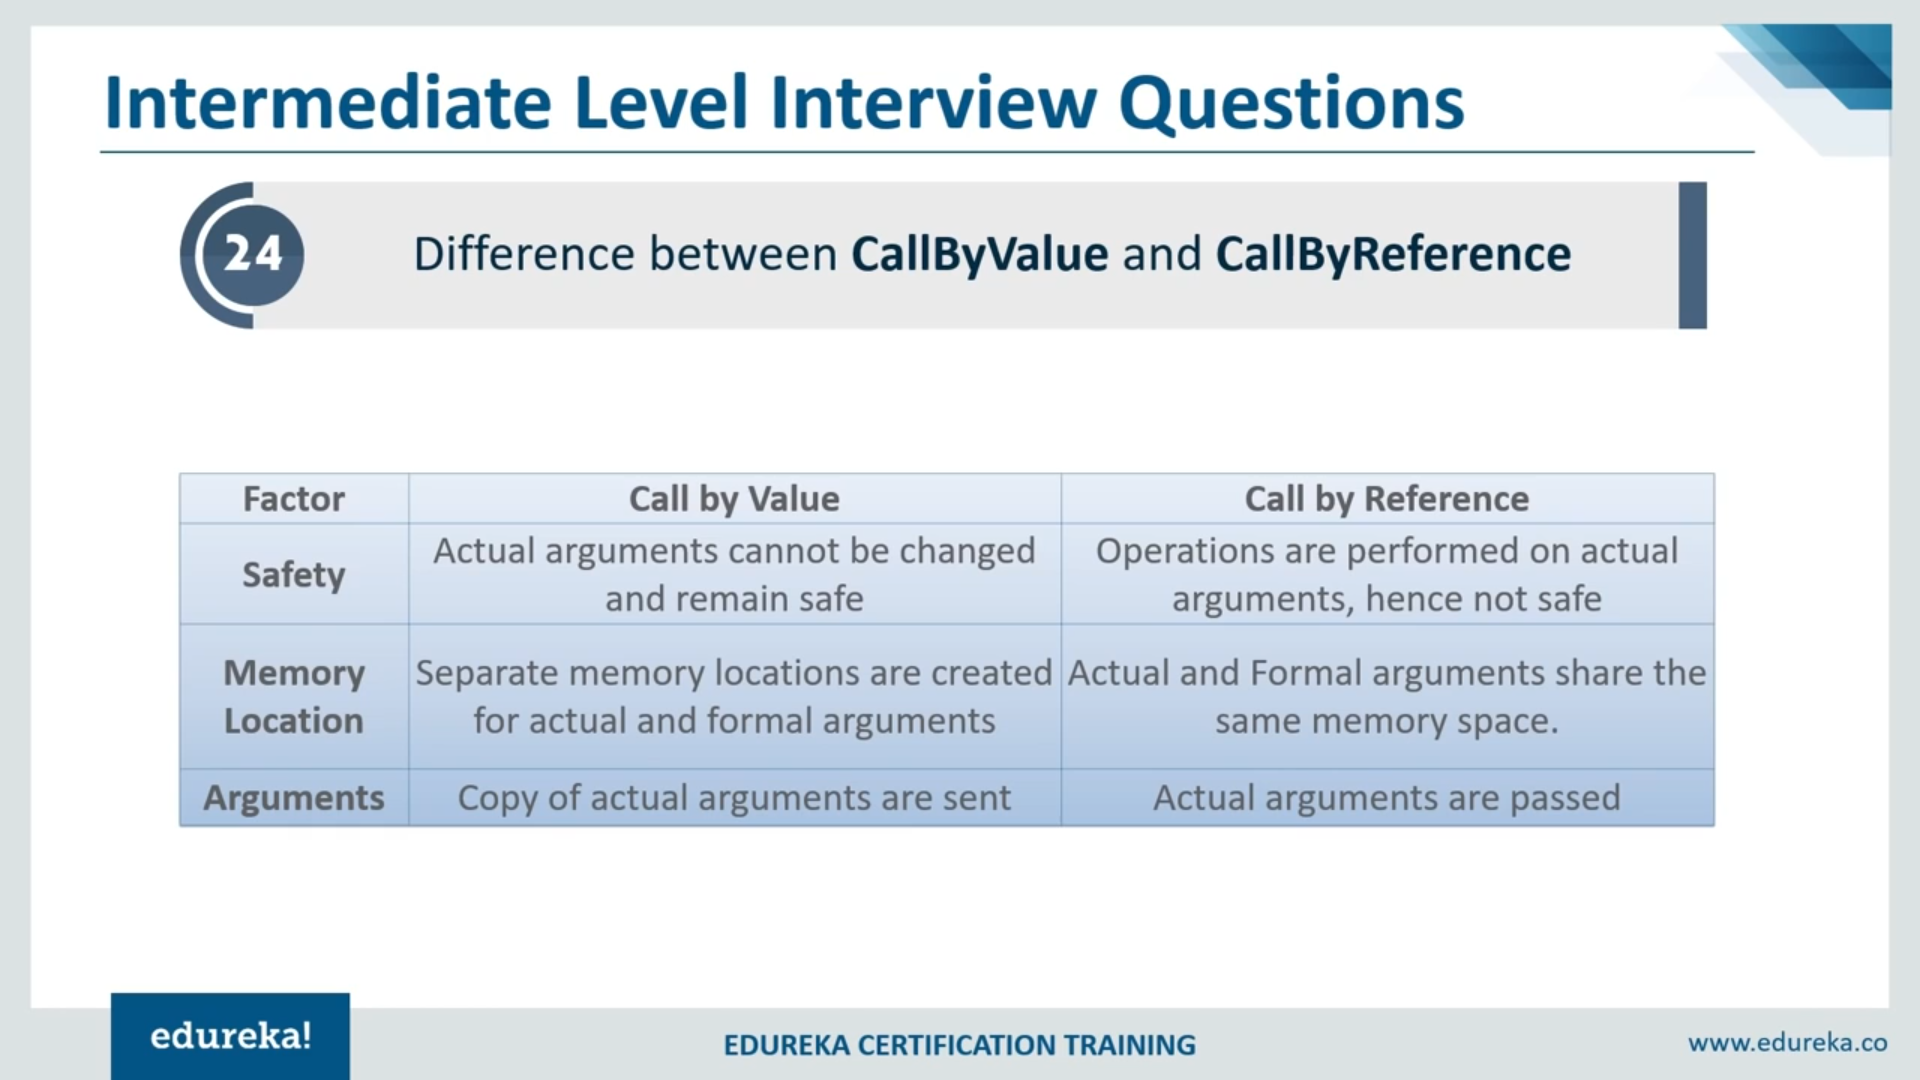 Intermediate Level Interview Questions
24
Difference between CallByValue and CallByReference
Factor
Call by Value
Call by Reference
Safety
Actual arguments cannot be changed
and remain safe
Operations are performed on actual
arguments, hence not safe
Memory
Location
Separate memory locations are created
for actual and formal arguments
Actual and Formal arguments share the
same memory space.
Arguments
Copy of actual arguments are sent
Actual arguments are passed
edureka!
EDUREKA CERTIFICATION TRAINING
www.edureka.co